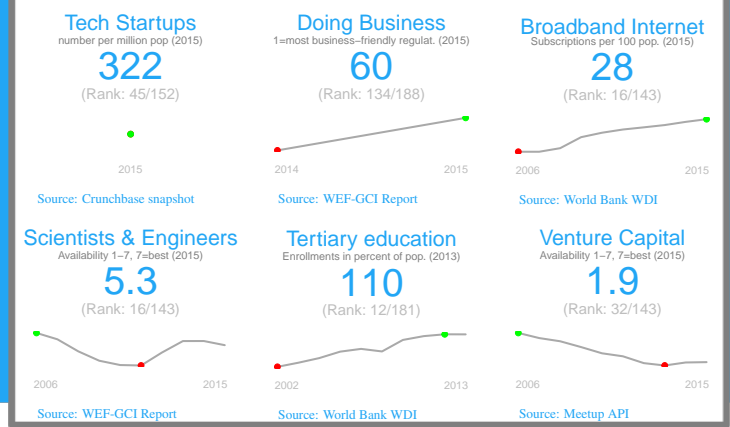 Tech Startups
number per million pop (2015)
322
(Rank: 45/152)
2015
Source: Crunchbase snapshot
Doing Business
1=most business−friendly regulat. (2015)
60
(Rank: 134/188)
2014 2015
Source: WEF-GCI Report
Broadband Internet
Subscriptions per 100 pop. (2015)
28
(Rank: 16/143)
2006 2015
Source: World Bank WDI
Scientists & Engineers
Availability 1−7, 7=best (2015)
5.3
(Rank: 16/143)
2006 2015
Source: WEF-GCI Report
Tertiary education
Enrollments in percent of pop. (2013)
110
(Rank: 12/181)
2002 2013
Source: World Bank WDI
Venture Capital
Availability 1−7, 7=best (2015)
1.9
(Rank: 32/143)
2006 2015
Source: Meetup API